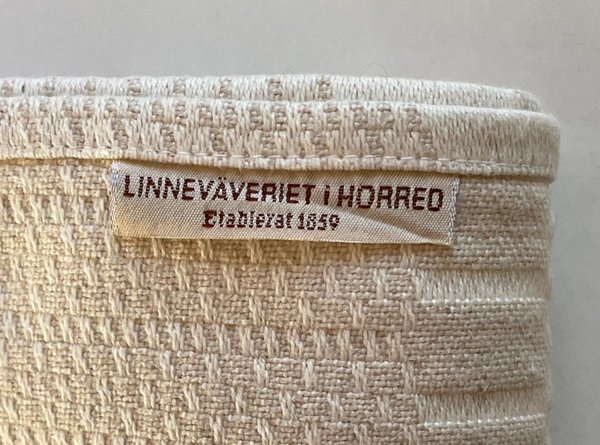 LINNEVÄVERIET i HORRED
Etablerat 1859